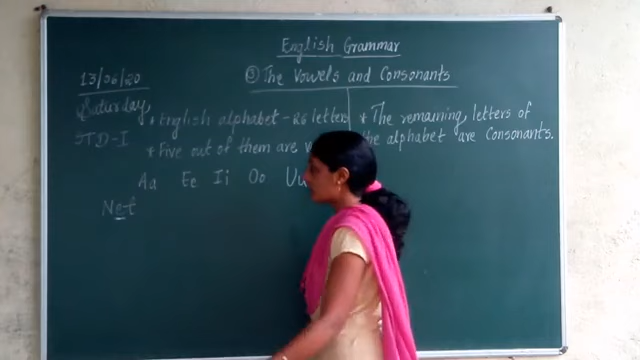 English Grammar
13/06/20
③ The Vowels and Consonants
Saturday
STD-I
* English alphabet - 26 letters
* Five out of them are
Aa Ee Ii Oo Uu
Net
* The remaining letters of
the alphabet are Consonants.